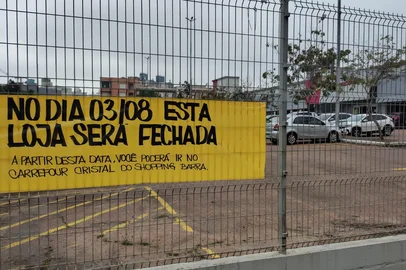 NO DIA 03/08 ESTA
LOJA SERÁ FECHADA
A PARTIR DESTA DATA, VOCÊ PODERÁ IR NO
CARREFOUR CRISTAL DO SHOPPING BARRA.